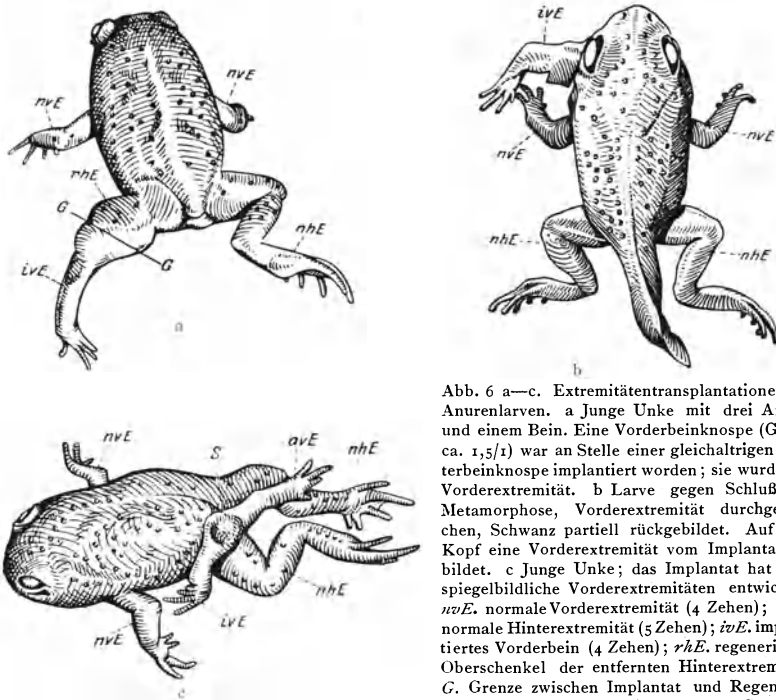 nvE
nvE
rhE
G
G
ivE
nhE
a
ivE
nvE
nvE
nhE
nhE
b
nvE
S
avE
nhE
nhE
ivE
nvE
c
Abb. 6 a—c. Extremitätentransplantatione
Anurenlarven. a Junge Unke mit drei A
und einem Bein. Eine Vorderbeinknospe (G
ca. 1,5/1) war an Stelle einer gleichaltrigen
terbeinknospe implantiert worden; sie wurd
Vorderextremität. b Larve gegen Schluß
Metamorphose, Vorderextremität durchge
chen, Schwanz partiell rückgebildet. Auf
Kopf eine Vorderextremität vom Implanta
bildet. c Junge Unke; das Implantat hat
spiegelbildliche Vorderextremitäten entwic
nvE. normale Vorderextremität (4 Zehen);
normale Hinterextremität (5 Zehen); ivE. imp
tiertes Vorderbein (4 Zehen); rhE. regeneri
Oberschenkel der entfernten Hinterextrem
G. Grenze zwischen Implantat und Regen